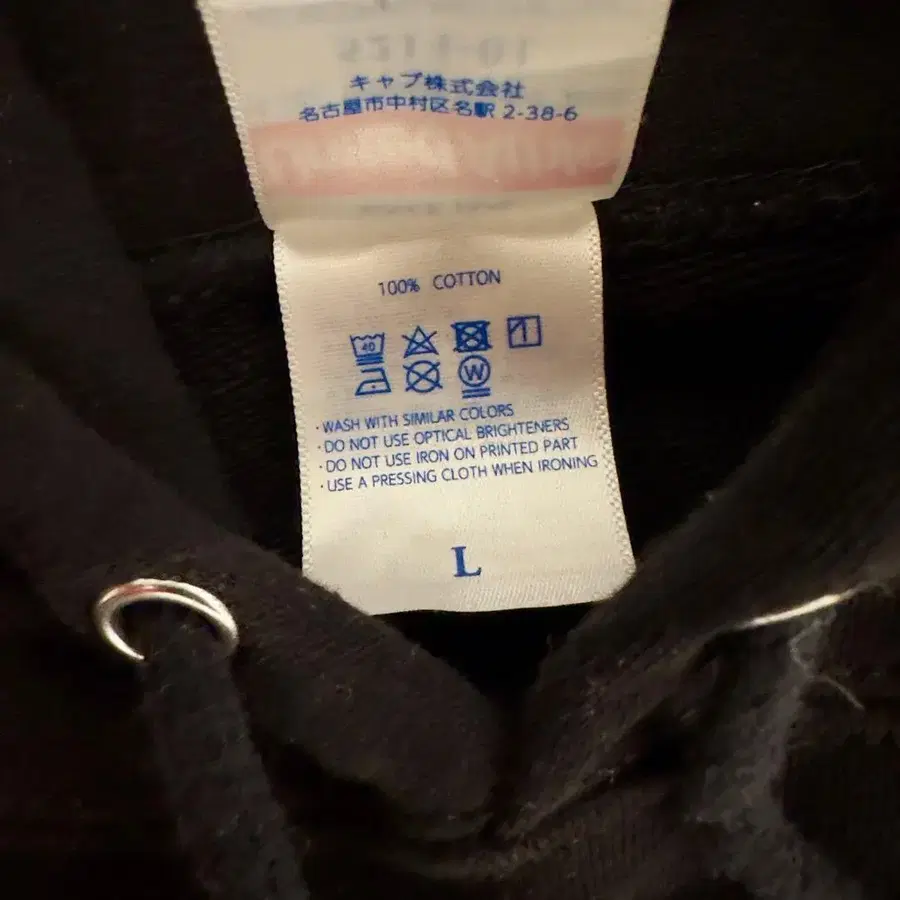 5214-01
キャブ株式会社
名古屋市中村区名駅 2-38-6
100% COTTON
40
W
·WASH WITH SIMILAR COLORS
·DO NOT USE OPTICAL BRIGHTENERS
·DO NOT USE IRON ON PRINTED PART
·USE A PRESSING CLOTH WHEN IRONING
L